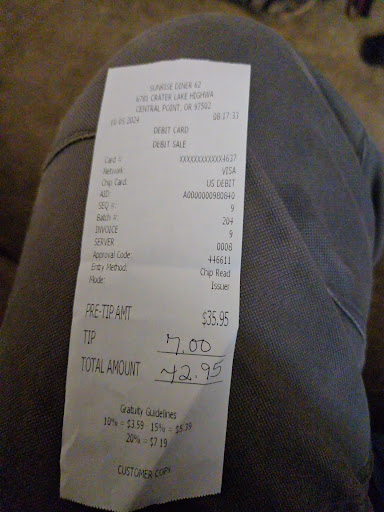 SUNRISE DINER 62
6781 CRATER LAKE HIGHWA
CENTRAL POINT, OR 97502
08:17:33
DEBIT CARD
DEBIT SALE
Card # XXXXXXXXXXXX4637
Network VISA
Chip Card: US DEBIT
AID: A0000000980840
SEQ #: 9
Batch #: 204
INVOICE 9
SERVER 0008
Approval Code: 446611
Entry Method: Chip Read
Mode: Issuer
PRE-TIP AMT $35.95
TIP 7.00
TOTAL AMOUNT 42.95
Gratuity Guidelines
10% = $3.59 15% = $5.39
20% = $7.19
CUSTOMER COPY